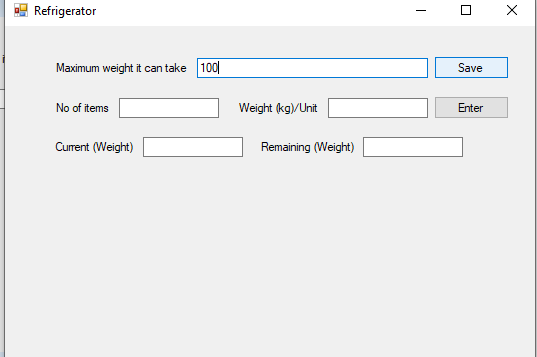 Refrigerator
Maximum weight it can take 100 Save
No of items Weight (kg)/Unit Enter
Current (Weight) Remaining (Weight)